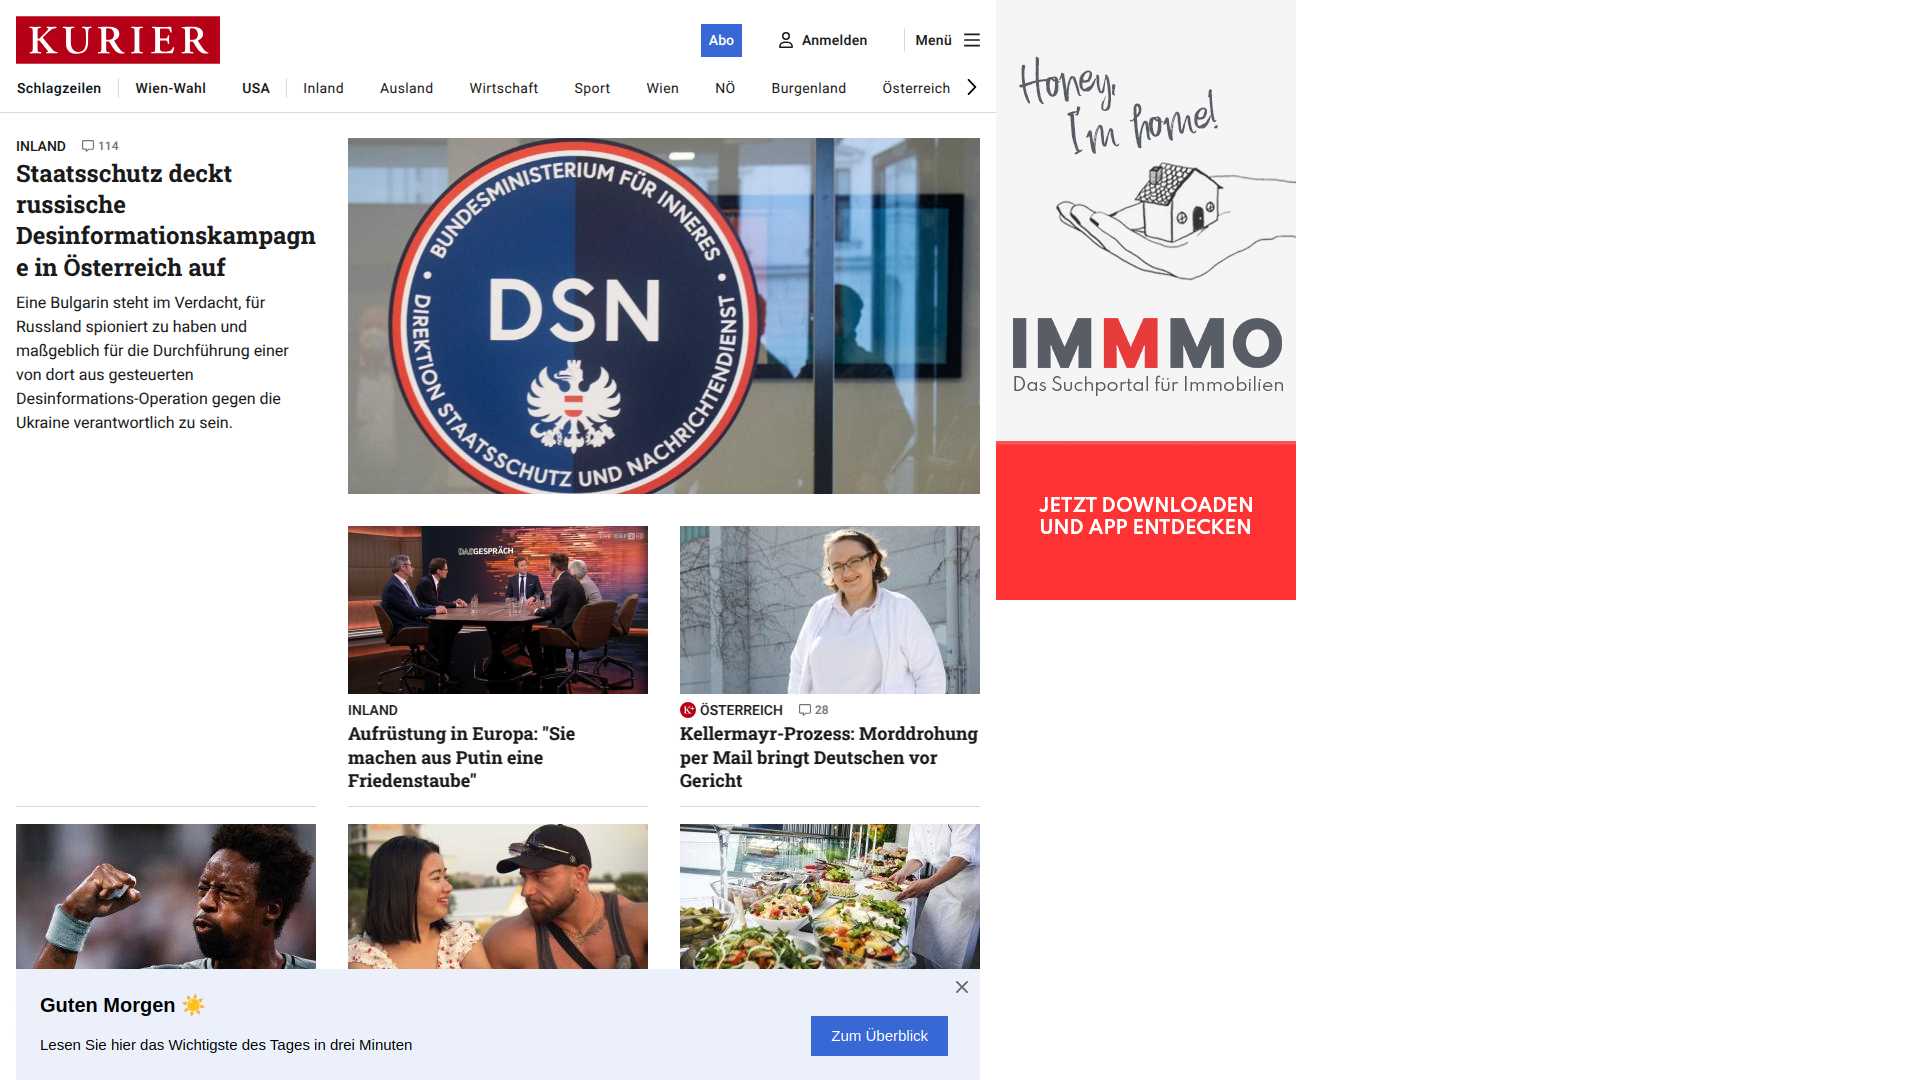 KURIER
Abo
Anmelden
Menü
Schlagzeilen
Wien-Wahl
USA
Inland
Ausland
Wirtschaft
Sport
Wien
NÖ
Burgenland
Österreich
INLAND
114
Staatsschutz deckt
russische
Desinformationskampagn
e in Österreich auf
Eine Bulgarin steht im Verdacht, für
Russland spioniert zu haben und
maßgeblich für die Durchführung einer
von dort aus gesteuerten
Desinformations-Operation gegen die
Ukraine verantwortlich zu sein.
• BUNDESMINISTERIUM FÜR INNERES •
DSN
DIREKTION STAATSSCHUTZ UND NACHRICHTENDIENST
DAS GESPRÄCH
INLAND
Aufrüstung in Europa: "Sie
machen aus Putin eine
Friedenstaube"
K+ ÖSTERREICH
28
Kellermayr-Prozess: Morddrohung
per Mail bringt Deutschen vor
Gericht
Guten Morgen ☀️
Lesen Sie hier das Wichtigste des Tages in drei Minuten
Zum Überblick
Honey,
I'm home!
IMMMO
Das Suchportal für Immobilien
JETZT DOWNLOADEN
UND APP ENTDECKEN